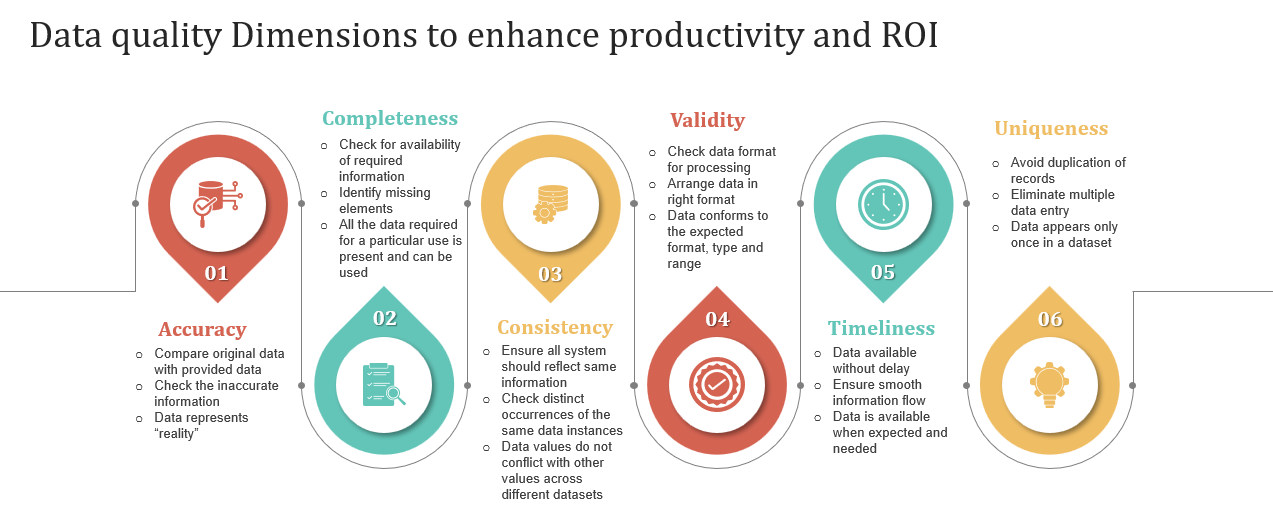 Data quality Dimensions to enhance productivity and ROI
01
Accuracy
o Compare original data
with provided data
o Check the inaccurate
information
o Data represents
“reality”
Completeness
o Check for availability
of required
information
o Identify missing
elements
o All the data required
for a particular use is
present and can be
used
02
03
Consistency
o Ensure all system
should reflect same
information
o Check distinct
occurrences of the
same data instances
o Data values do not
conflict with other
values across
different datasets
Validity
o Check data format
for processing
o Arrange data in
right format
o Data conforms to
the expected
format, type and
range
04
05
Timeliness
o Data available
without delay
o Ensure smooth
information flow
o Data is available
when expected and
needed
Uniqueness
o Avoid duplication of
records
o Eliminate multiple
data entry
o Data appears only
once in a dataset
06